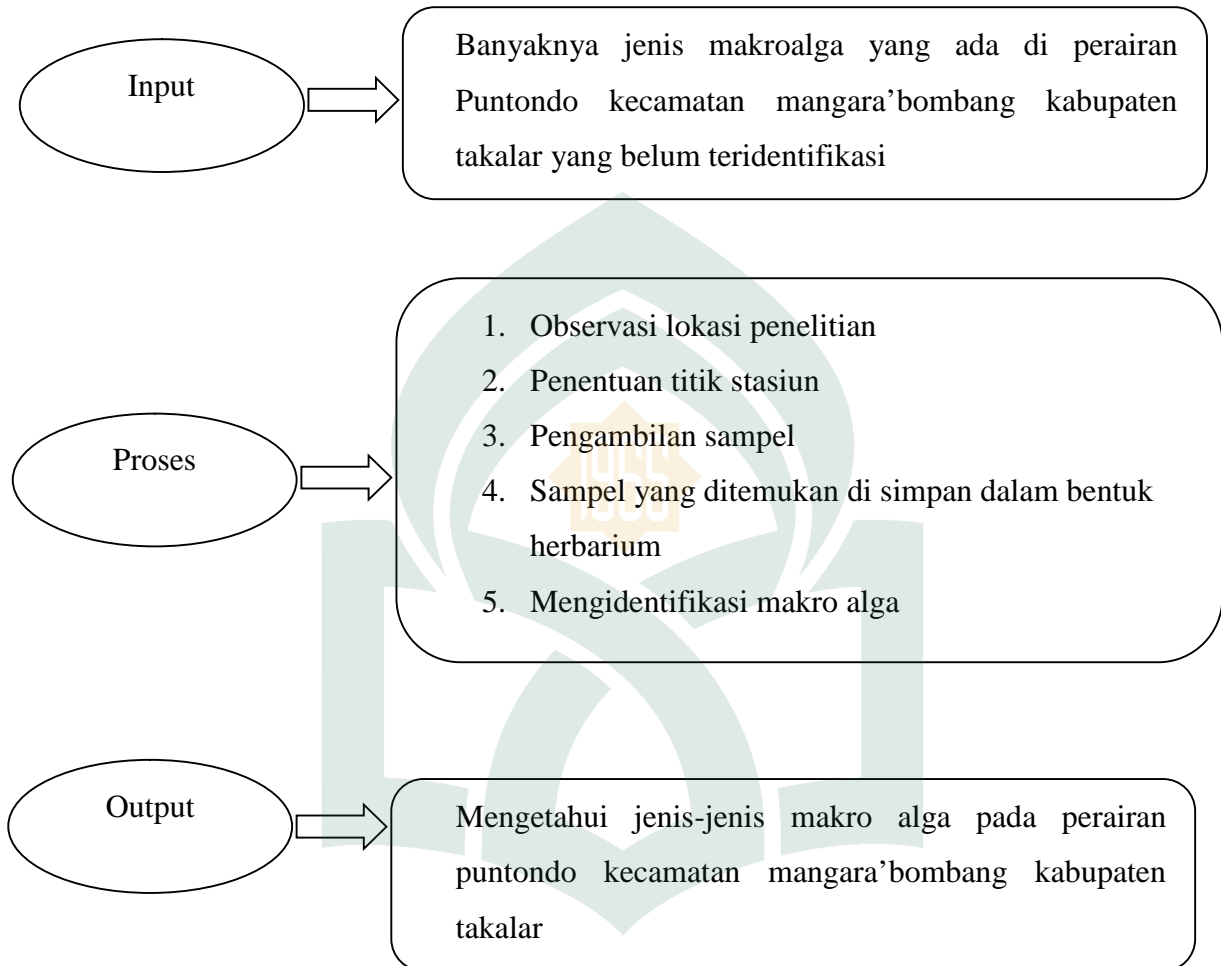 Input
Banyaknya jenis makroalga yang ada di perairan
Puntondo kecamatan mangara’bombang kabupaten
takalar yang belum teridentifikasi
Proses
1. Observasi lokasi penelitian
2. Penentuan titik stasiun
3. Pengambilan sampel
4. Sampel yang ditemukan di simpan dalam bentuk
herbarium
5. Mengidentifikasi makro alga
1965
Output
Mengetahui jenis-jenis makro alga pada perairan
puntondo kecamatan mangara’bombang kabupaten
takalar